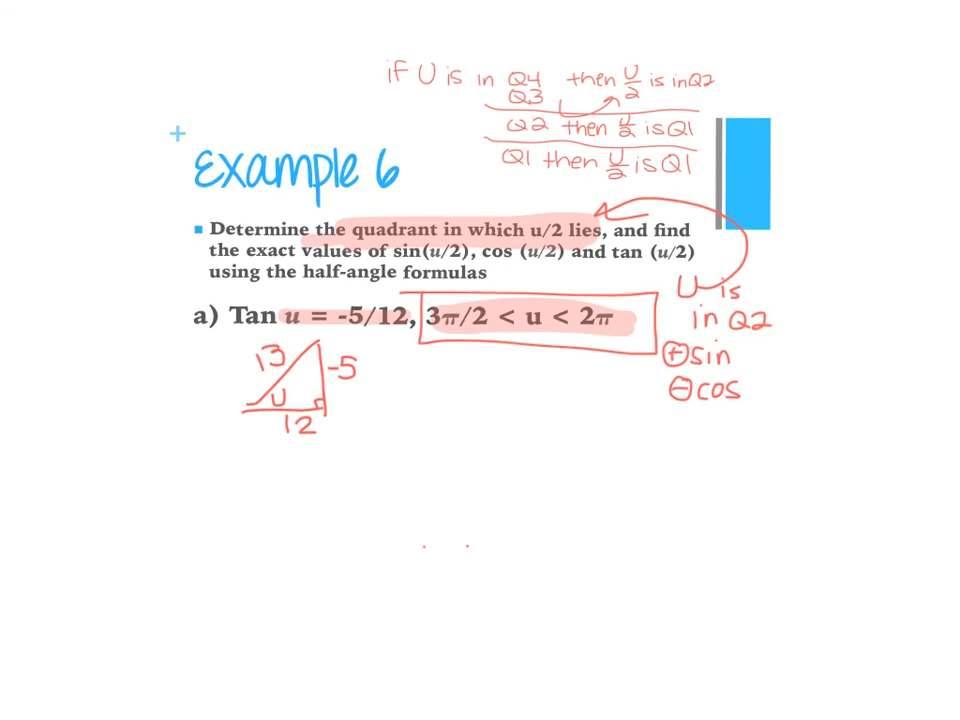 if U is in Q4 then U/2 is in Q2
Q3
Q2 then U/2 is Q1
Q1 then U/2 is Q1
+
Example 6
Determine the quadrant in which u/2 lies, and find
the exact values of sin(u/2), cos (u/2) and tan (u/2)
using the half-angle formulas
a) Tan u = -5/12, 3π/2 < u < 2π
U is
in Q2
⊕sin
⊖cos
13
-5
U
12